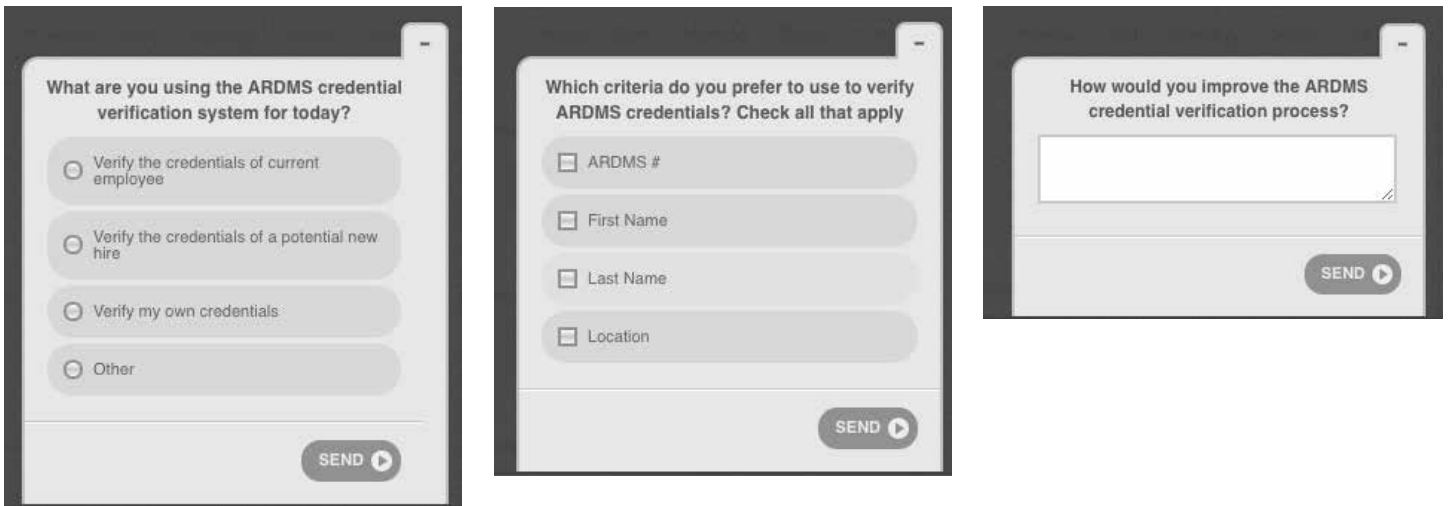 What are you using the ARDMS credential
verification system for today?
Verify the credentials of current
employee
Verify the credentials of a potential new
hire
Verify my own credentials
Other
SEND
Which criteria do you prefer to use to verify
ARDMS credentials? Check all that apply
ARDMS #
First Name
Last Name
Location
SEND
How would you improve the ARDMS
credential verification process?
SEND